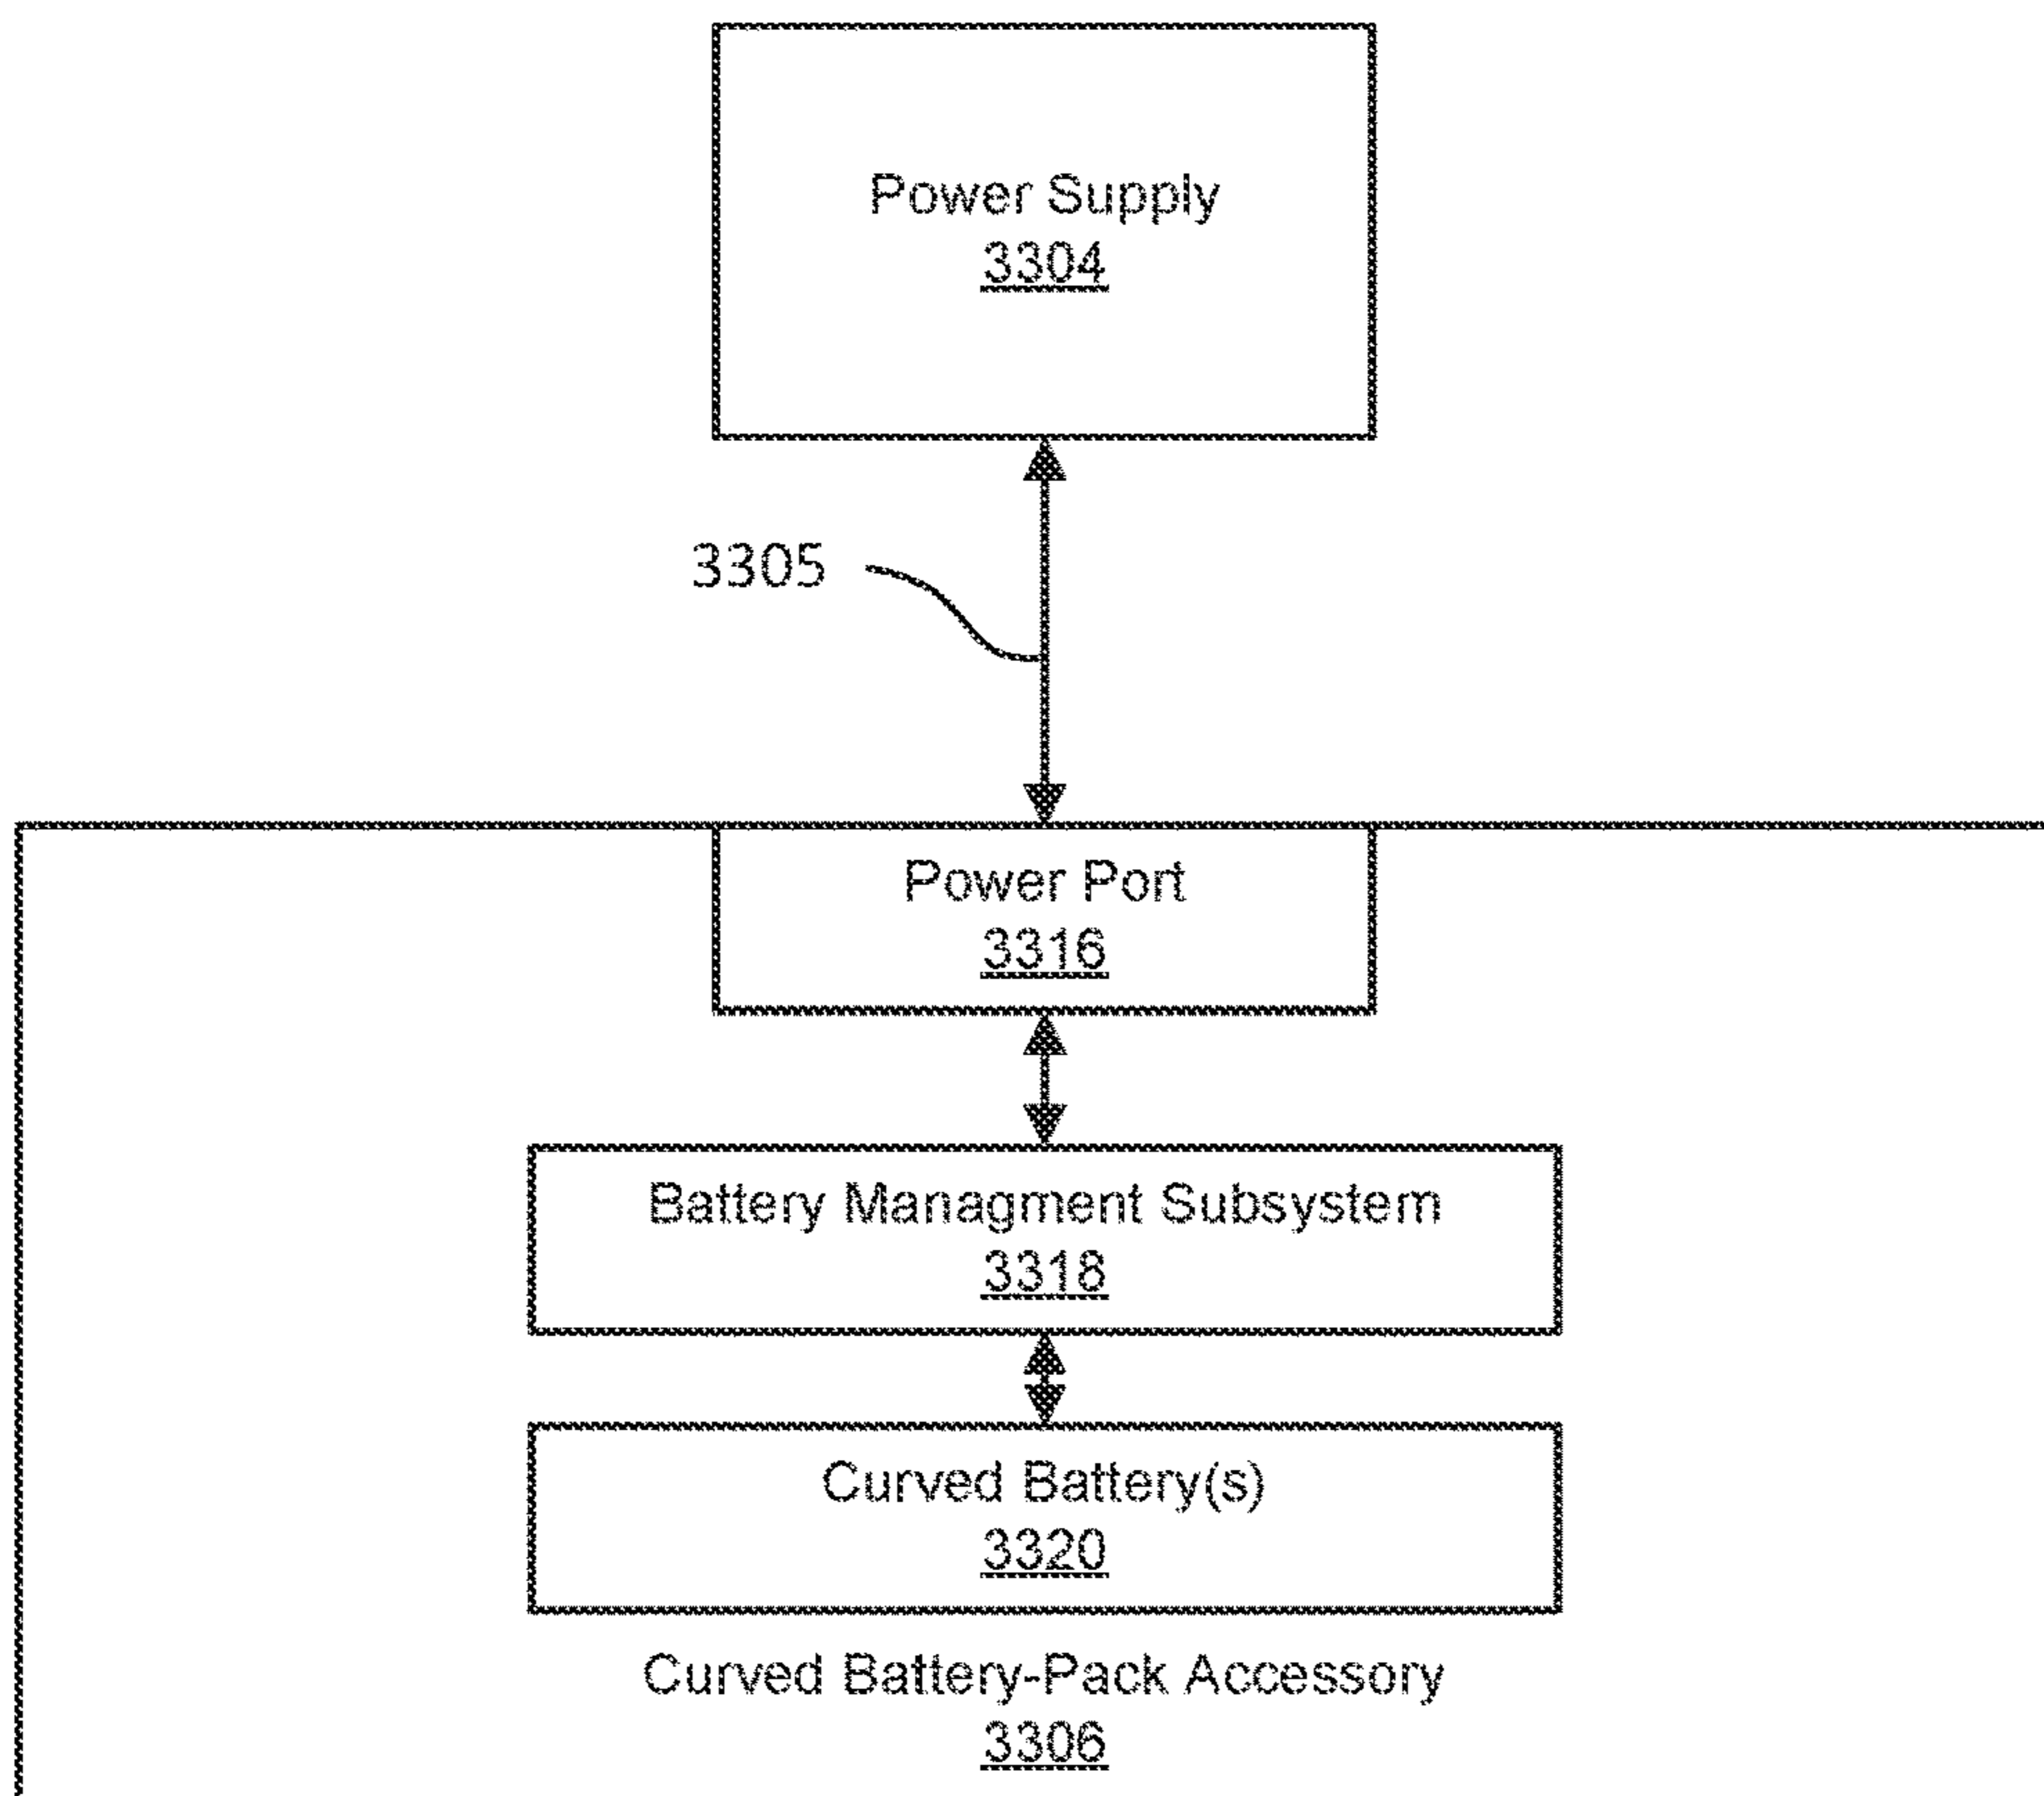 Power Supply
3304
3305
Power Port
3316
Battery Managment Subsystem
3318
Curved Battery(s)
3320
Curved Battery-Pack Accessory
3306